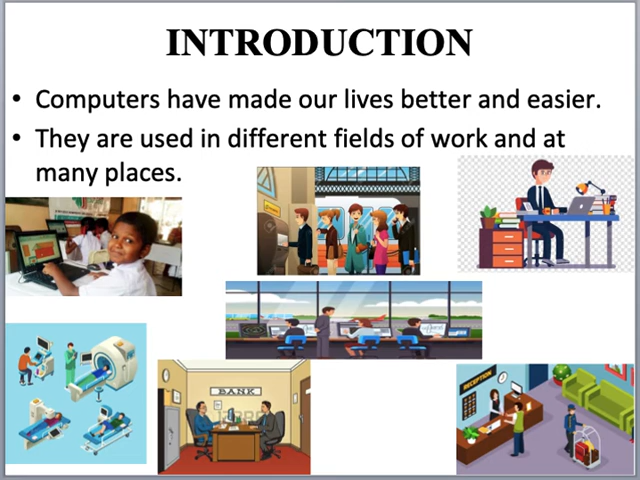 INTRODUCTION
• Computers have made our lives better and easier.
• They are used in different fields of work and at
many places.
BANK
RECEPTION